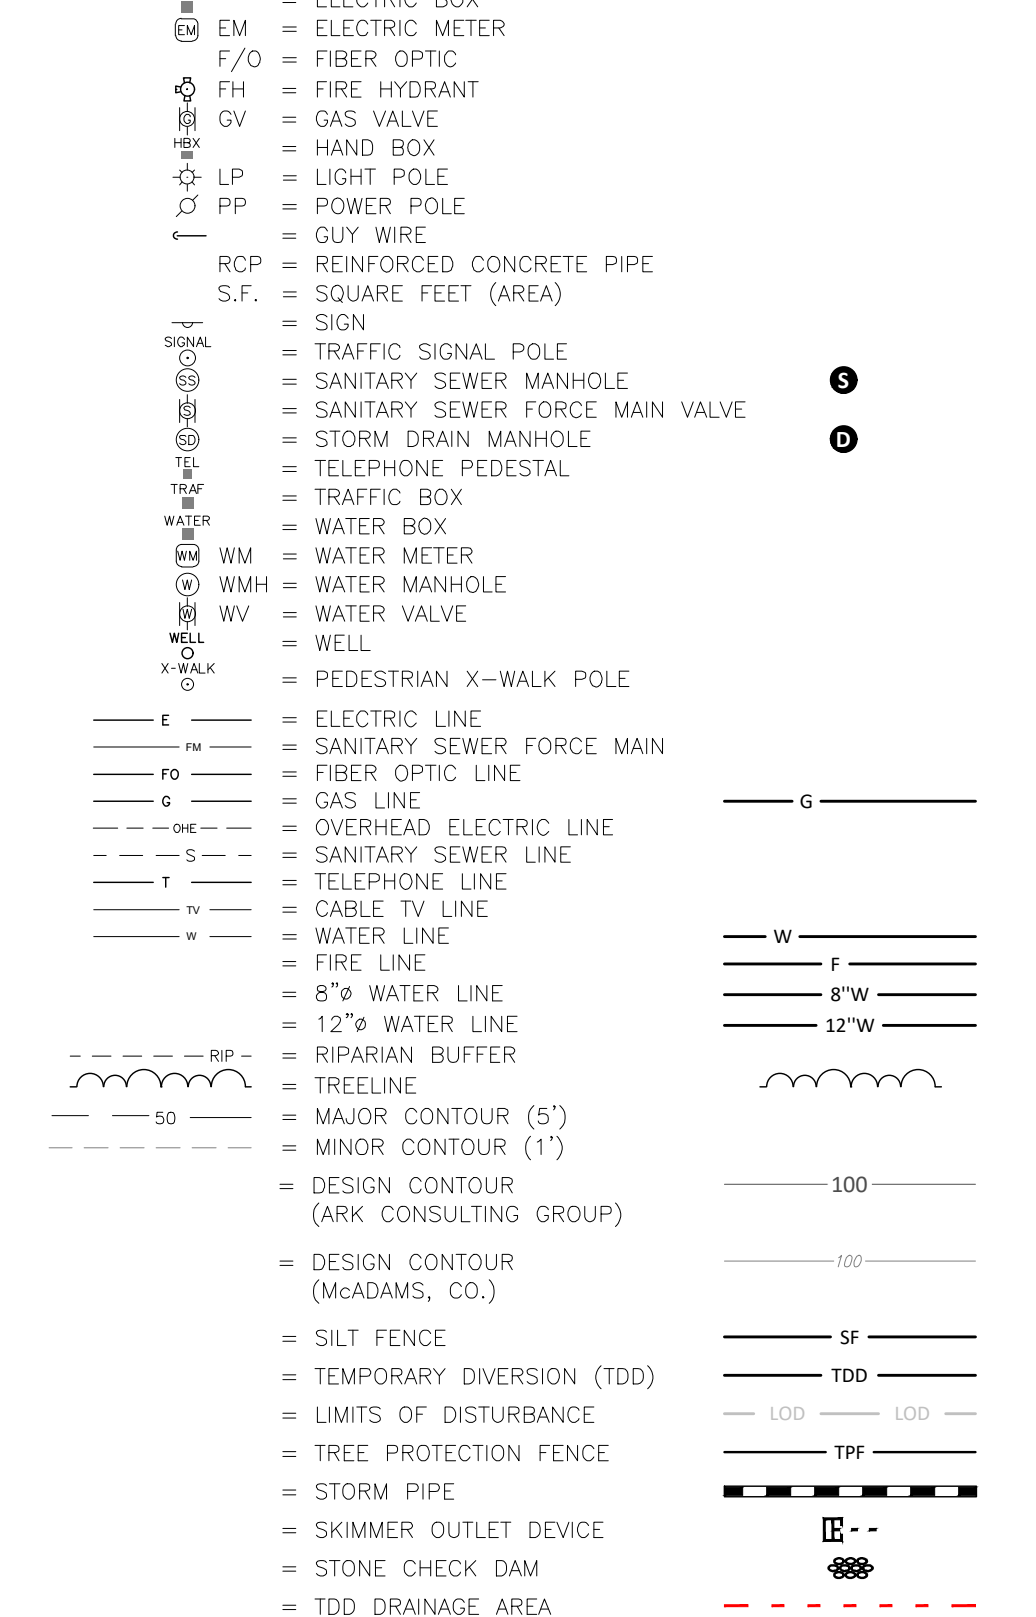 = ELECTRIC BOX
EM EM = ELECTRIC METER
F/O = FIBER OPTIC
FH = FIRE HYDRANT
G GV = GAS VALVE
HBX = HAND BOX
LP = LIGHT POLE
PP = POWER POLE
= GUY WIRE
RCP = REINFORCED CONCRETE PIPE
S.F. = SQUARE FEET (AREA)
= SIGN
SIGNAL = TRAFFIC SIGNAL POLE
SS = SANITARY SEWER MANHOLE S
S = SANITARY SEWER FORCE MAIN VALVE
SD = STORM DRAIN MANHOLE D
TEL = TELEPHONE PEDESTAL
TRAF = TRAFFIC BOX
WATER = WATER BOX
WM WM = WATER METER
W WMH = WATER MANHOLE
W WV = WATER VALVE
WELL = WELL
X-WALK = PEDESTRIAN X-WALK POLE
E = ELECTRIC LINE
FM = SANITARY SEWER FORCE MAIN
FO = FIBER OPTIC LINE
G = GAS LINE G
OHE = OVERHEAD ELECTRIC LINE
S = SANITARY SEWER LINE
T = TELEPHONE LINE
TV = CABLE TV LINE
W = WATER LINE W
= FIRE LINE F
= 8"ø WATER LINE 8"W
= 12"ø WATER LINE 12"W
RIP = RIPARIAN BUFFER
= TREELINE
50 = MAJOR CONTOUR (5')
= MINOR CONTOUR (1')
= DESIGN CONTOUR 100
(ARK CONSULTING GROUP)
= DESIGN CONTOUR 100
(McADAMS, CO.)
= SILT FENCE SF
= TEMPORARY DIVERSION (TDD) TDD
= LIMITS OF DISTURBANCE LOD LOD
= TREE PROTECTION FENCE TPF
= STORM PIPE
= SKIMMER OUTLET DEVICE
= STONE CHECK DAM
= TDD DRAINAGE AREA